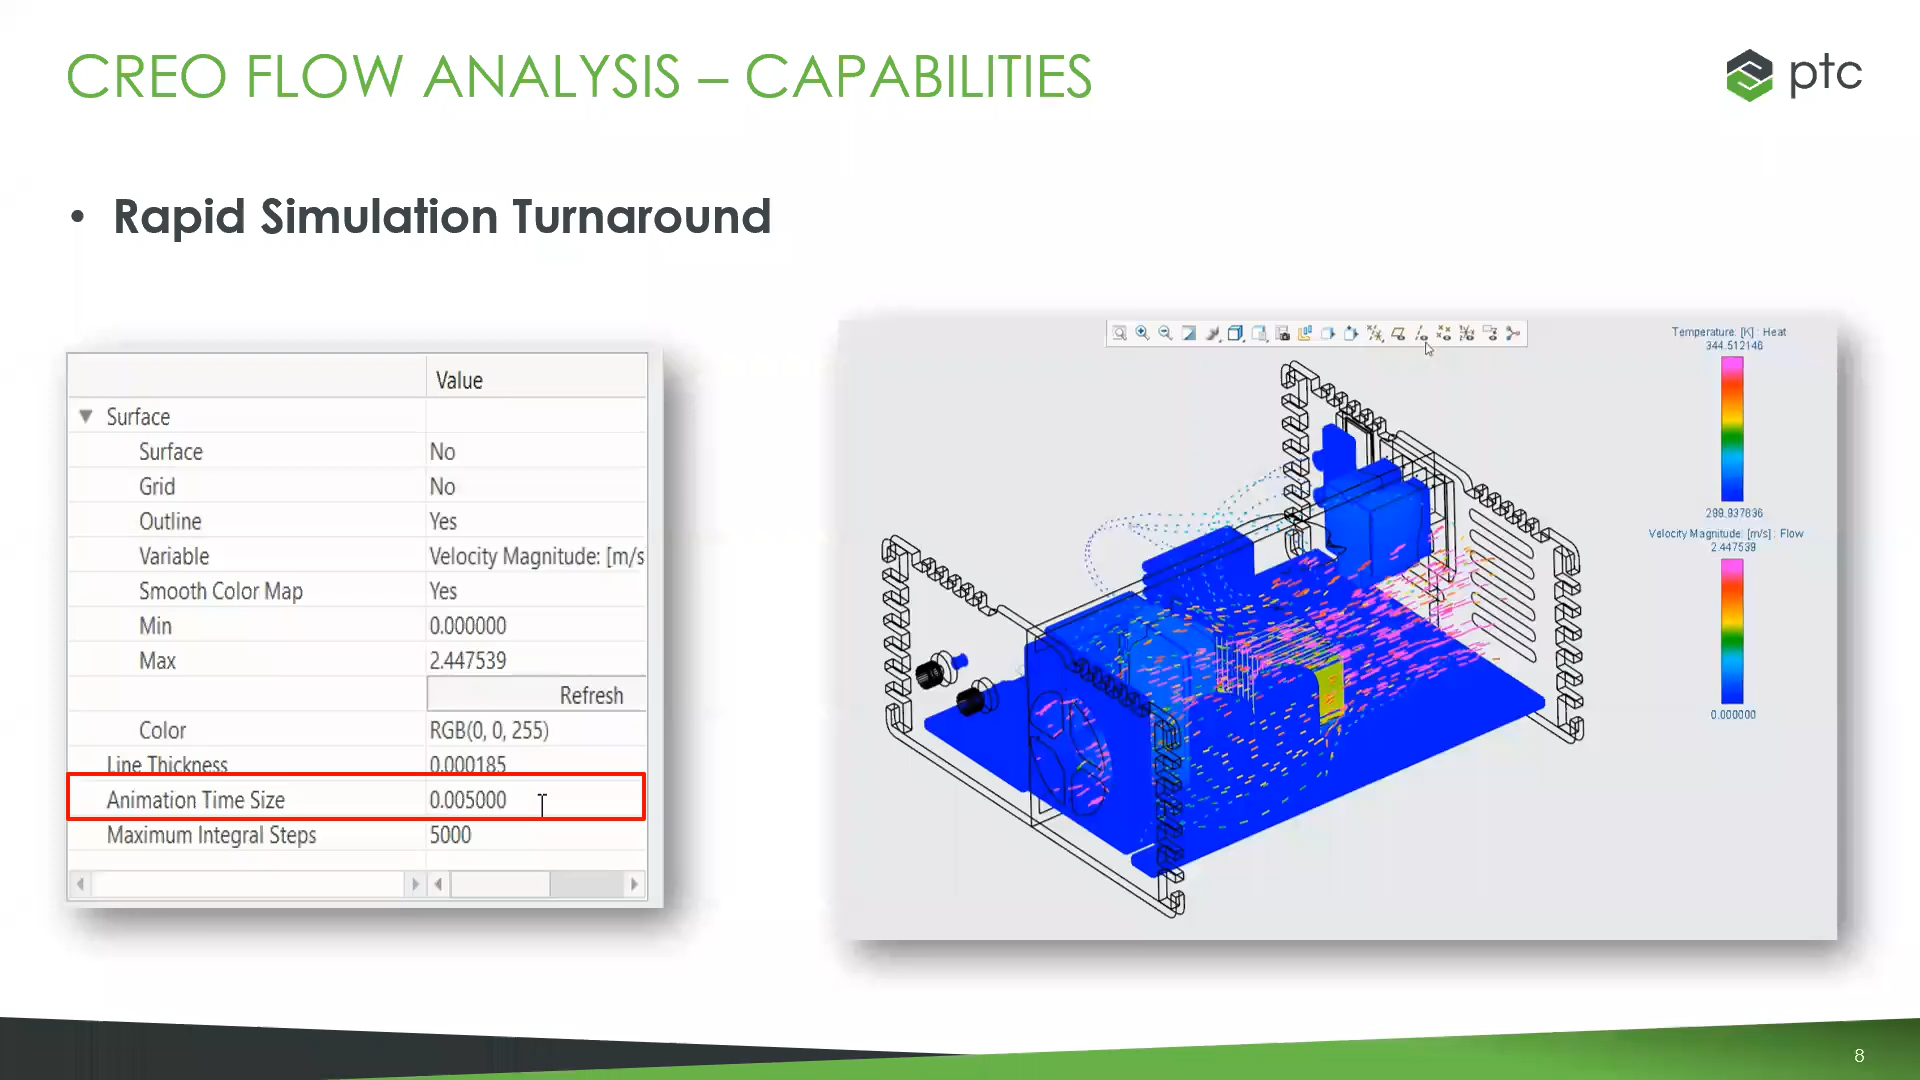 CREO FLOW ANALYSIS – CAPABILITIES
ptc
• Rapid Simulation Turnaround
Value
Surface
Surface No
Grid No
Outline Yes
Variable Velocity Magnitude: [m/s
Smooth Color Map Yes
Min 0.000000
Max 2.447539
Refresh
Color RGB(0, 0, 255)
Line Thickness 0.000185
Animation Time Size 0.005000
Maximum Integral Steps 5000
Temperature: [K] : Heat
344.512146
299.937836
Velocity Magnitude: [m/s] : Flow
2.447539
0.000000
8